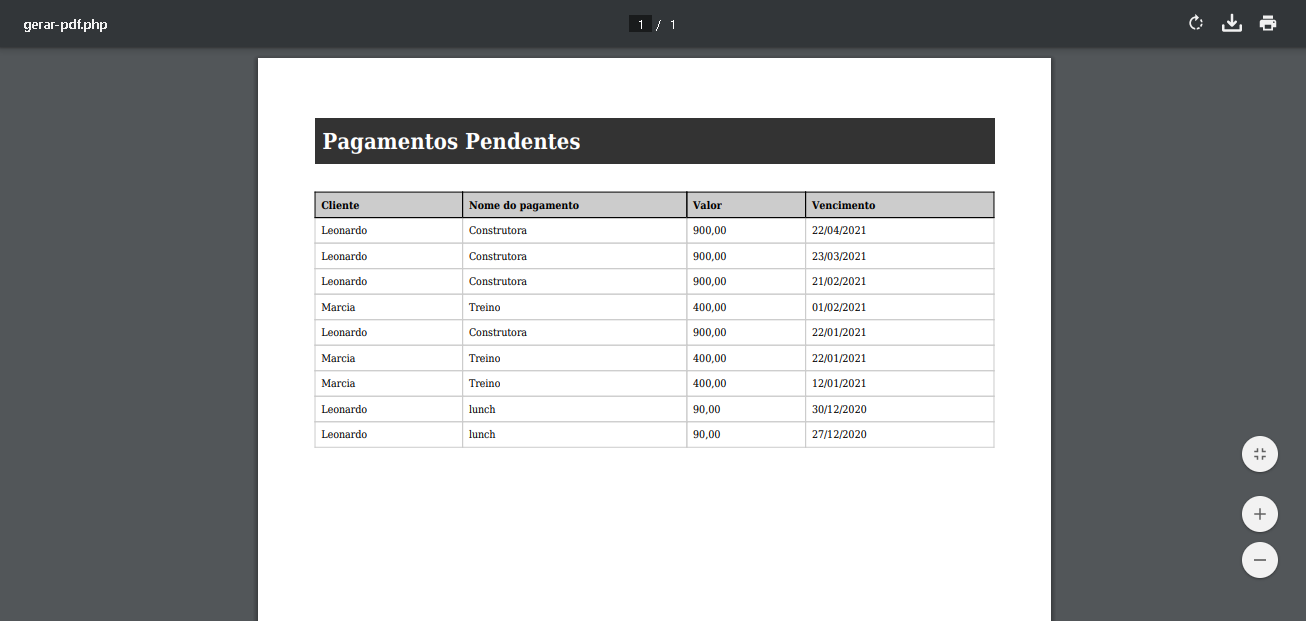 gerar-pdf.php
1 / 1
Pagamentos Pendentes
Cliente Nome do pagamento Valor Vencimento
Leonardo Construtora 900,00 22/04/2021
Leonardo Construtora 900,00 23/03/2021
Leonardo Construtora 900,00 21/02/2021
Marcia Treino 400,00 01/02/2021
Leonardo Construtora 900,00 22/01/2021
Marcia Treino 400,00 22/01/2021
Marcia Treino 400,00 12/01/2021
Leonardo lunch 90,00 30/12/2020
Leonardo lunch 90,00 27/12/2020